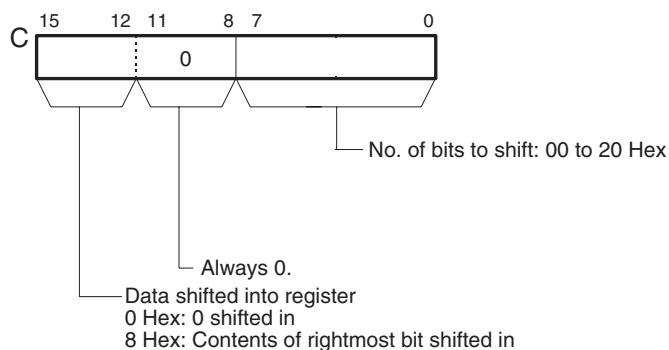 15 12 11 8 7 0
C
0
No. of bits to shift: 00 to 20 Hex
Always 0.
Data shifted into register
0 Hex: 0 shifted in
8 Hex: Contents of rightmost bit shifted in